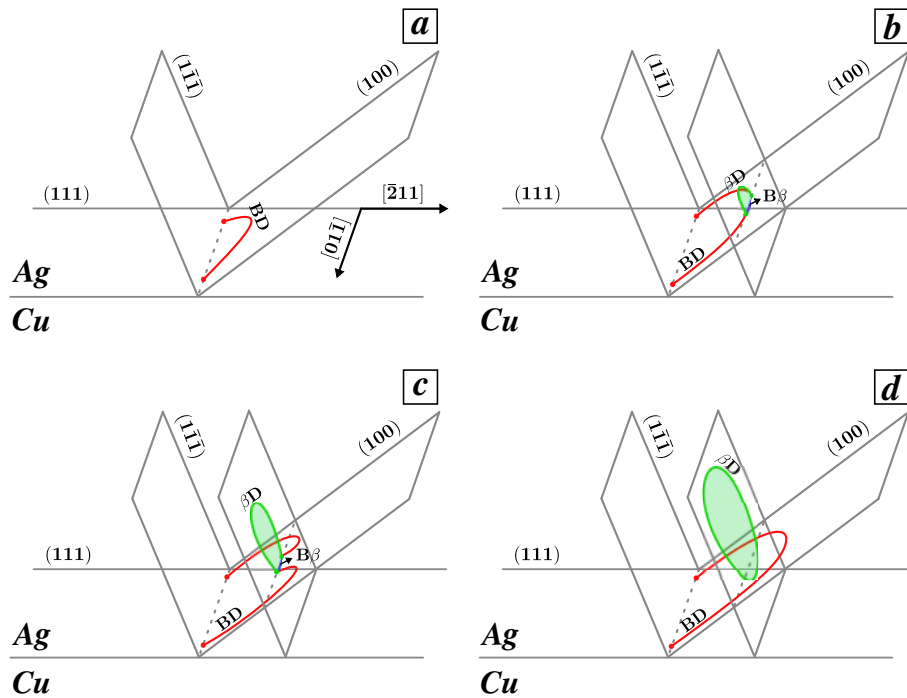 a
(11̄1̄)
(100)
(111)
BD
[2̄11]
[011̄]
Ag
Cu
b
(11̄1̄)
(100)
βD
(111)
Bβ
BD
Ag
Cu
c
(11̄1̄)
(100)
βD
(111)
Bβ
BD
Ag
Cu
d
(11̄1̄)
(100)
βD
(111)
BD
Ag
Cu